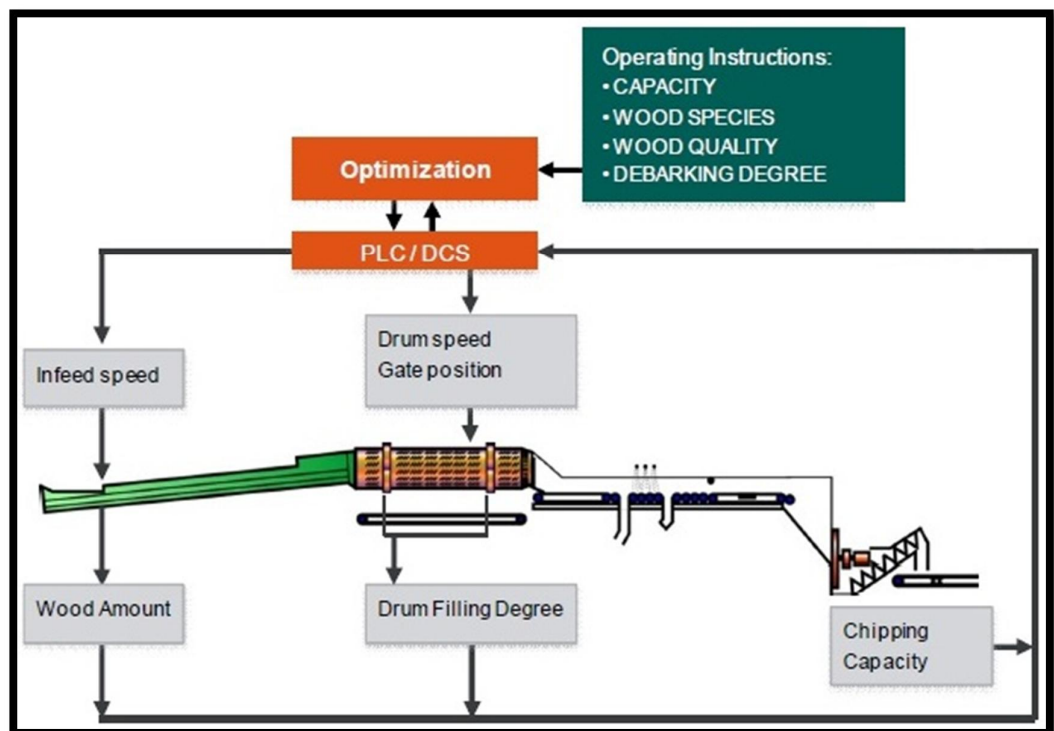 Operating Instructions:
• CAPACITY
• WOOD SPECIES
• WOOD QUALITY
• DEBARKING DEGREE
Optimization
PLC / DCS
Drum speed
Gate position
Infeed speed
Wood Amount
Drum Filling Degree
Chipping
Capacity